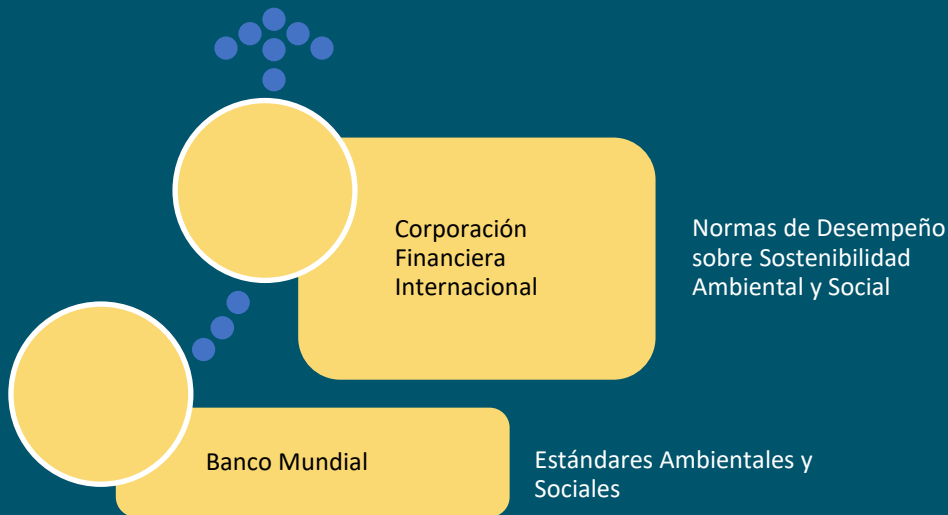 Corporación
Financiera
Internacional
Normas de Desempeño
sobre Sostenibilidad
Ambiental y Social
Banco Mundial
Estándares Ambientales y
Sociales